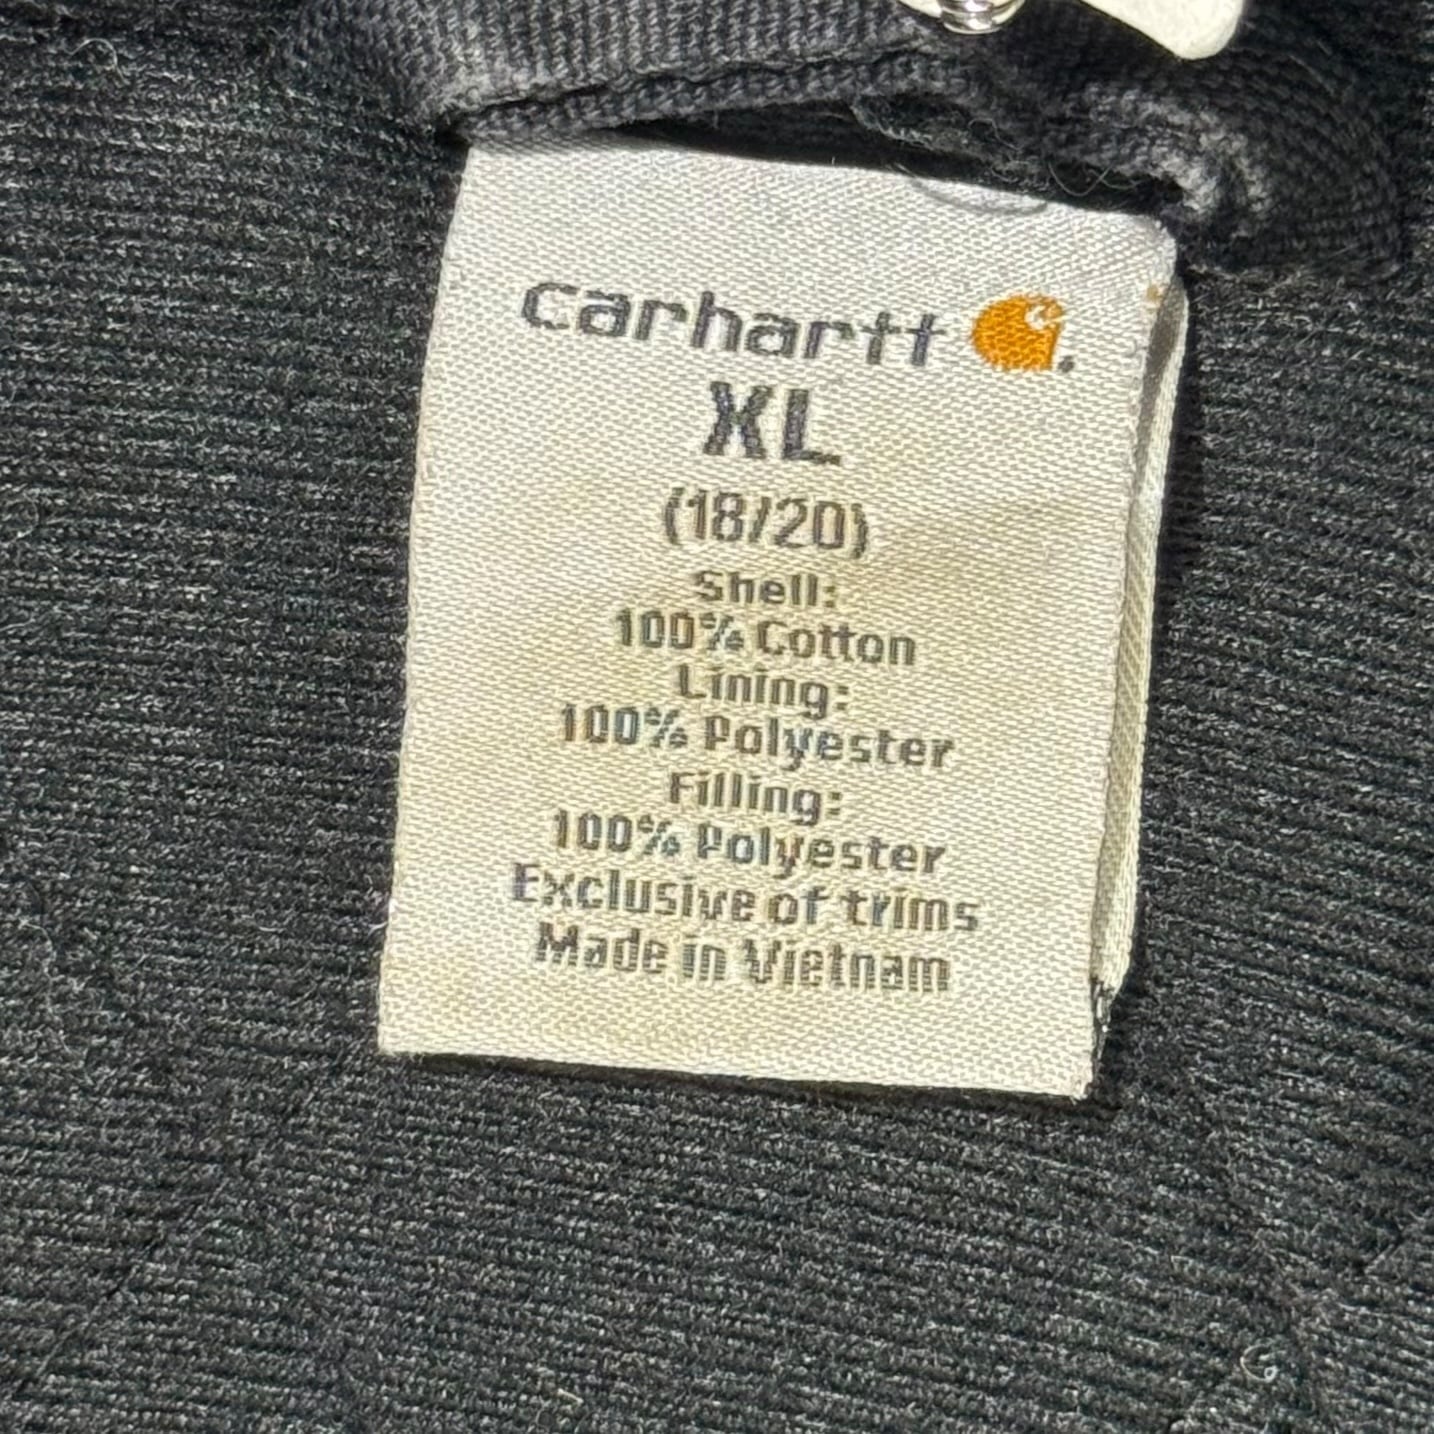 carhartt
XL
(18/20)
Shell:
100% Cotton
Lining:
100% Polyester
Filling:
100% Polyester
Exclusive of trims
Made in Vietnam